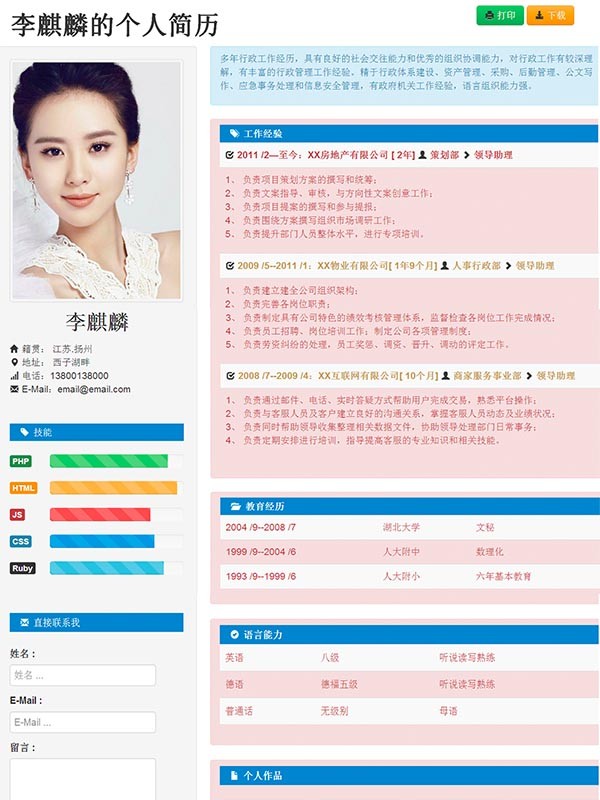 李麒麟的个人简历
打印
下载
李麒麟
籍贯： 江苏.扬州
地址： 西子湖畔
电话：13800138000
E-Mail：email@email.com
技能
PHP
HTML
JS
CSS
Ruby
直接联系我
姓名：
姓名 ...
E-Mail：
E-Mail ...
留言：
多年行政工作经历，具有良好的社会交往能力和优秀的组织协调能力，对行政工作有较深理
解，有丰富的行政管理工作经验，精于行政体系建设、资产管理、采购、后勤管理、公文写
作、应急事务处理和信息安全管理，有政府机关工作经验，语言组织能力强。
工作经验
2011 /2—至今：XX房地产有限公司 [ 2年] 策划部 领导助理
1、 负责项目策划方案的撰写和统筹；
2、 负责文案指导、审核，与方向性文案创意工作；
3、 负责项目提案的撰写和参与提报；
4、 负责围绕方案撰写组织市场调研工作；
5、 负责提升部门人员整体水平，进行专项培训。
2009 /5--2011 /1：XX物业有限公司[ 1年9个月] 人事行政部 领导助理
1、 负责建立建全公司组织架构；
2、 负责完善各岗位职责；
3、 负责制定具有公司特色的绩效考核管理体系，监督检查各岗位工作完成情况；
4、 负责员工招聘、岗位培训工作；制定公司各项管理制度；
5、 负责劳资纠纷的处理，员工奖惩、调资、晋升、调动的评定工作。
2008 /7--2009 /4：XX互联网有限公司[ 10个月] 商家服务事业部 领导助理
1、 负责通过邮件、电话、实时答疑方式帮助用户完成交易，熟悉平台操作；
2、 负责与客服人员及客户建立良好的沟通关系，掌握客服人员动态及业绩状况；
3、 负责同时帮助领导收集整理相关数据文件，协助领导处理部门日常事务；
4、 负责定期安排进行培训，指导提高客服的专业知识和相关技能。
教育经历
2004 /9--2008 /7 湖北大学 文秘
1999 /9--2004 /6 人大附中 数理化
1993 /9--1999 /6 人大附小 六年基本教育
语言能力
英语 八级 听说读写熟练
德语 德福五级 听说读写熟练
普通话 无级别 母语
个人作品